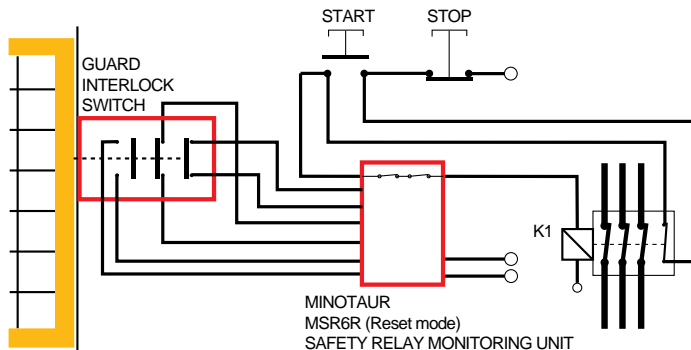 START
STOP
GUARD
INTERLOCK
SWITCH
K1
MINOTAUR
MSR6R (Reset mode)
SAFETY RELAY MONITORING UNIT